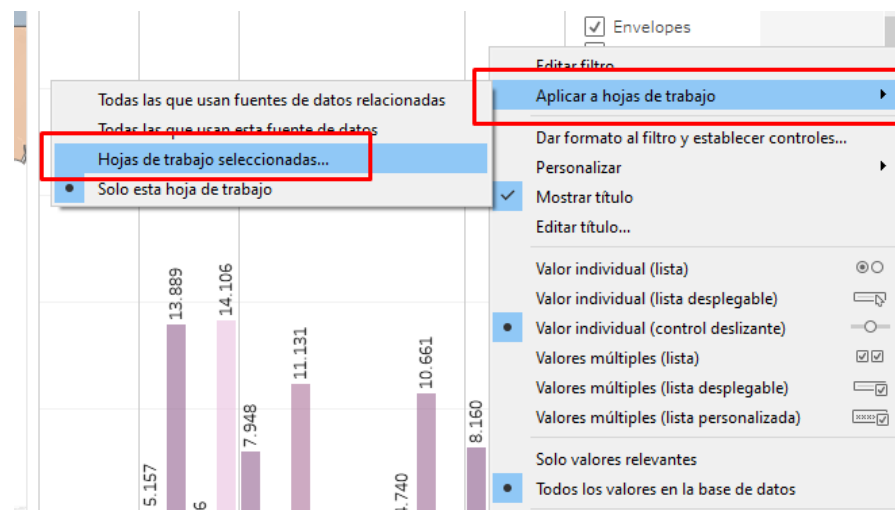 Envelopes
Editar filtro
Aplicar a hojas de trabajo
Todas las que usan fuentes de datos relacionadas
Todas las que usan esta fuente de datos
Hojas de trabajo seleccionadas...
Solo esta hoja de trabajo
Dar formato al filtro y establecer controles...
Personalizar
Mostrar título
Editar título...
Valor individual (lista)
Valor individual (lista desplegable)
Valor individual (control deslizante)
Valores múltiples (lista)
Valores múltiples (lista desplegable)
Valores múltiples (lista personalizada)
Solo valores relevantes
Todos los valores en la base de datos
5.157
13.889
6
14.106
7.948
11.131
4.740
10.661
8.160